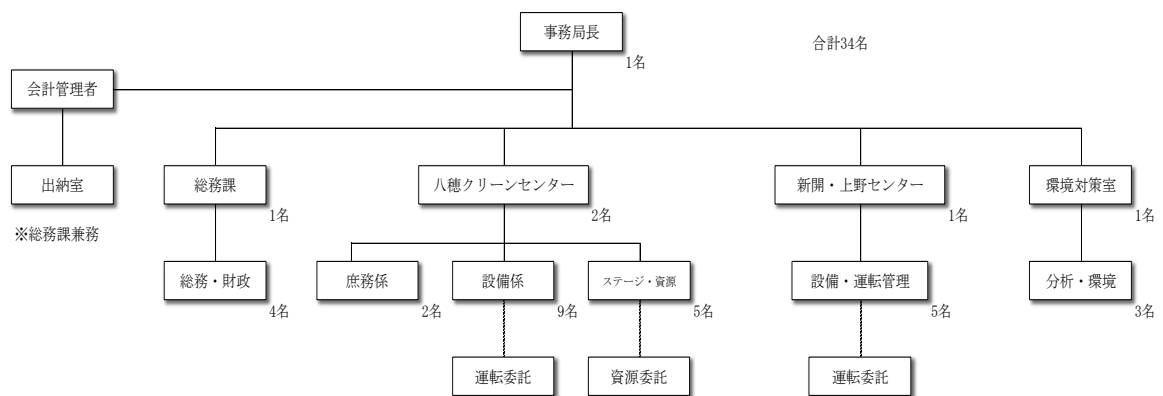 事務局長
合計34名
1名
会計管理者
出納室
総務課
八穂クリーンセンター
新開・上野センター
環境対策室
1名
2名
1名
1名
※総務課兼務
総務・財政
庶務係
設備係
ステージ・資源
設備・運転管理
分析・環境
4名
2名
9名
5名
5名
3名
運転委託
資源委託
運転委託